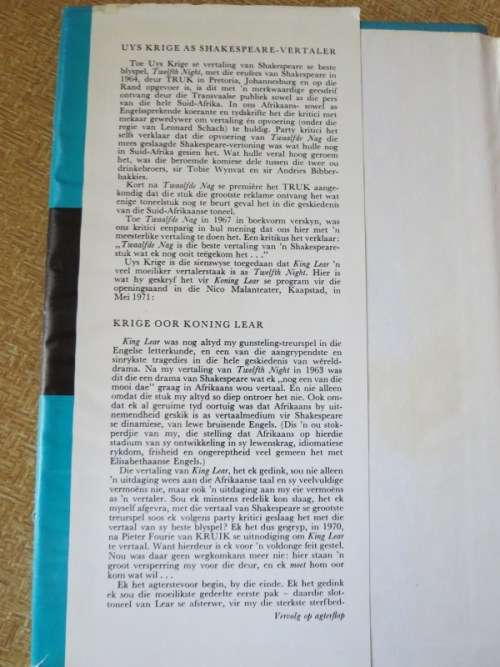 UYS KRIGE AS SHAKESPEARE-VERTALER
Toe Uys Krige se vertaling van Shakespeare se beste
blyspel, Twelfth Night, met die eeufees van Shakespeare in
1964, deur TRUK in Pretoria, Johannesburg en op die
Rand opgevoer is, is dit met 'n merkwaardige geesdrif
ontvang deur die Transvaalse publiek sowel as die pers
van die hele Suid-Afrika. In ons Afrikaans- sowel as
Engelssprekende koerante en tydskrifte het die kritici met
mekaar gewedywer om vertaling én opvoering (onder die
regie van Leonard Schach) te huldig. Party kritici het
selfs verklaar dat die opvoering van Twaalfde Nag die
mees geslaagde Shakespeare-verioning was wat hulle nog
in Suid-Afrika gesien het. Wat hulle veral hoog geroem
het, was die beroemde komiese dele tussen die twee ou
drinkebroers, sir Tobie Wynvat en sir Andries Bibber-
bakkies.
Kort na Twaalfde Nag se première het TRUK aange-
kondig dat die stuk die grootste reklame ontvang het wat
enige toneelstuk nog te beurt geval het in die geskiedenis
van die Suid-Afrikaanse toneel.
Toe Twaalfde Nag in 1967 in boekvorm verskyn, was
ons kritici eenparig in hul mening dat ons hier met 'n
meesterlike vertaling te doen het. Een kritikus het verklaar:
„Twaalfde Nag is die beste vertaling van 'n Shakespeare-
stuk wat ek nog ooit teëgekom het . . ."
Uys Krige is die sienswyse toegedaan dat King Lear 'n
veel moeiliker vertalerstaak is as Twelfth Night. Hier is
wat hy geskryf het vir Koning Lear se program vir die
openingsaand in die Nico Malanteater, Kaapstad, in
Mei 1971:
KRIGE OOR KONING LEAR
King Lear was nog altyd my gunsteling-treurspel in die
Engelse letterkunde, en een van die aangrypendste en
sinrykste tragedies in die hele geskiedenis van wêreld-
drama. Na my vertaling van Twelfth Night in 1963 was
dit die een drama van Shakespeare wat ek „nog een van die
mooi dae" graag in Afrikaans wou vertaal. En nie alleen
omdat die stuk my altyd so diep ontroer het nie. Ook om-
dat ek al geruime tyd oortuig was dat Afrikaans by uit-
nemendheid geskik is as vertaalmedium vir Shakespeare
se dinamiese, van lewe bruisende Engels. (Dis 'n ou stok-
perdjie van my, die stelling dat Afrikaans op hierdie
stadium van sy ontwikkeling in sy lewenskrag, idiomatiese
rykdom, frisheid en ongereptheid veel gemeen het met
Elisabethaanse Engels.)
Die vertaling van King Lear, het ek gedink, sou nie alleen
'n uitdaging wees aan die Afrikaanse taal en sy veelvuldige
vermoëns nie, maar ook 'n uitdaging aan my eie vermoëns
as 'n vertaler. Sou ek minstens redelik kon slaag, het ek
myself afgevra, met die vertaal van Shakespeare se grootste
treurspel soos ek volgens party kritici geslaag het met die
vertaal van sy beste blyspel? Ek het dus gegryp, in 1970,
na Pieter Fourie van KRUIK se uitnodiging om King Lear
te vertaal. Want hierdeur is ek voor 'n voldonge feit gestel.
Nou was daar geen wegkomkans meer nie: hier staan 'n
groot versperring my voor die deur, en ek moet hom oor
kom wat wil . . .
Ek het agterstevoor begin, by die einde. Ek het gedink
ek sou die moeilikste gedeelte eerste pak – daardie slot-
toneel van Lear se afsterwe, vir my die sterkste sterfbed-
Vervolg op agterflap